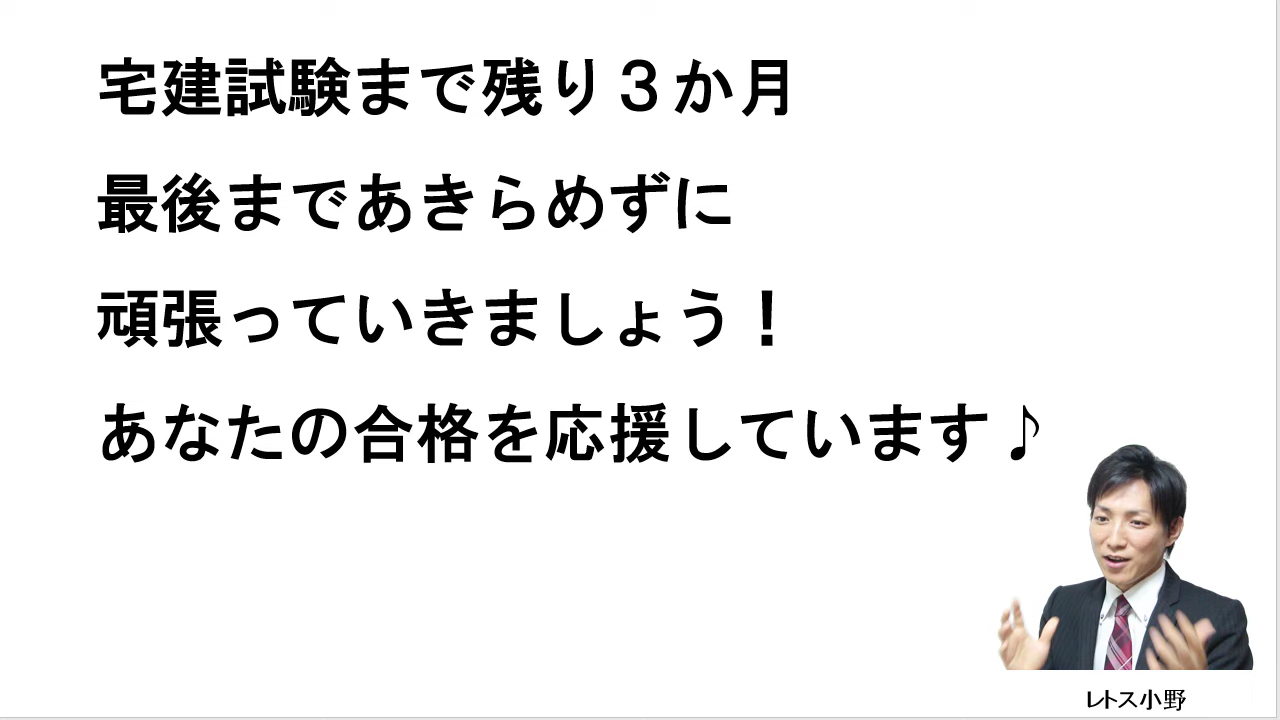 宅建試験まで残り３か月
最後まであきらめずに
頑張っていきましょう！
あなたの合格を応援しています♪
レトス小野